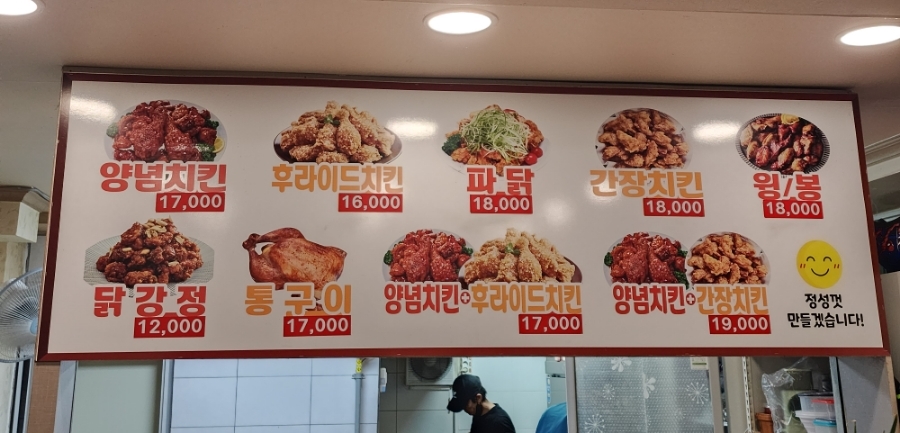 양념치킨
17,000
후라이드치킨
16,000
파닭
18,000
간장치킨
18,000
윙/봉
18,000
닭강정
12,000
통구이
17,000
양념치킨+후라이드치킨
17,000
양념치킨+간장치킨
19,000
정성껏
만들겠습니다!